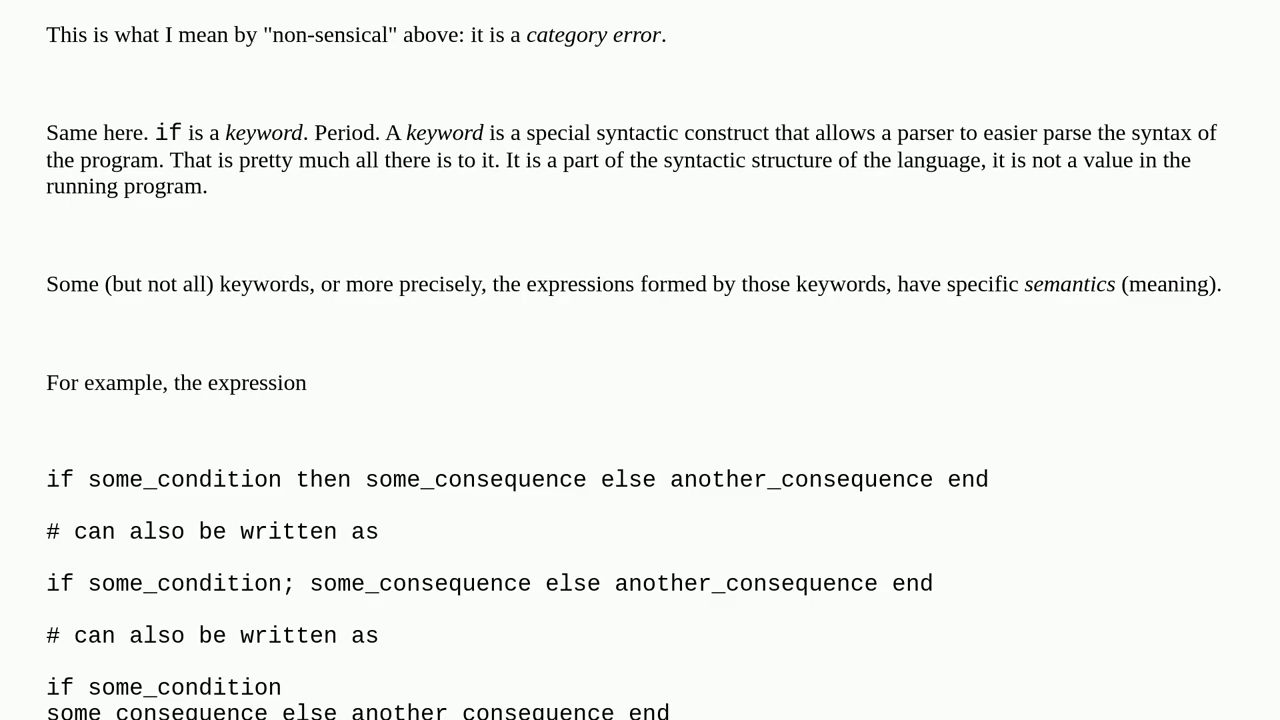 This is what I mean by "non-sensical" above: it is a category error.
Same here. if is a keyword. Period. A keyword is a special syntactic construct that allows a parser to easier parse the syntax of
the program. That is pretty much all there is to it. It is a part of the syntactic structure of the language, it is not a value in the
running program.
Some (but not all) keywords, or more precisely, the expressions formed by those keywords, have specific semantics (meaning).
For example, the expression
if some_condition then some_consequence else another_consequence end
# can also be written as
if some_condition; some_consequence else another_consequence end
# can also be written as
if some_condition
some_consequence else another_consequence end